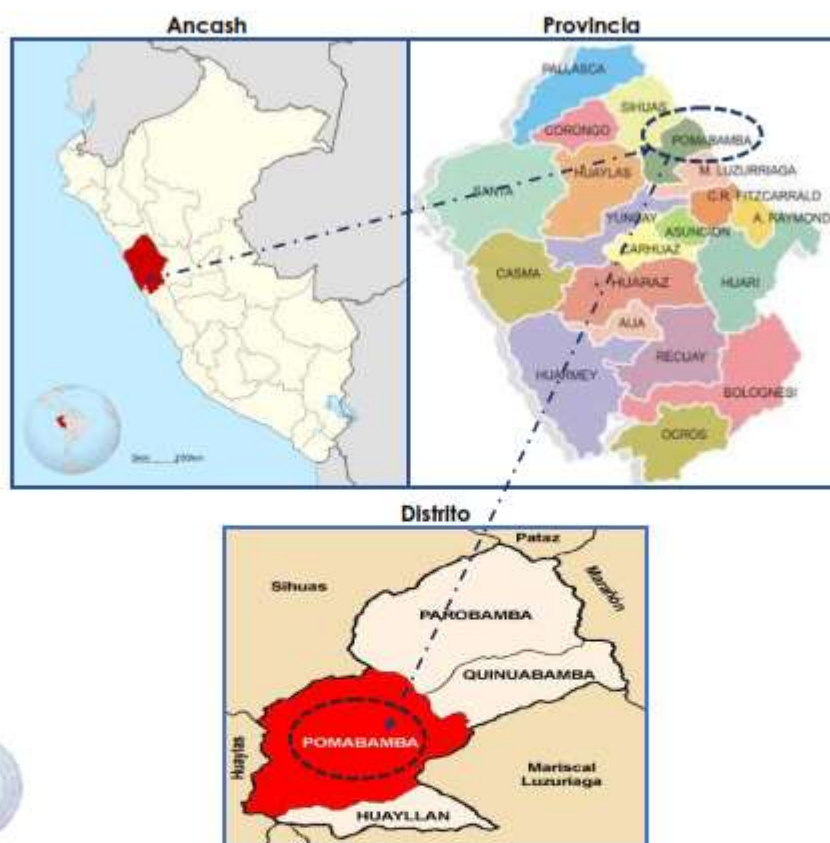 Ancash
Provincia
PALLASCA
SIHUAS
CORONGO
POMABAMBA
HUAYLAS
M. LUZURRIAGA
SANTA
C.R. FITZCARRALD
YUNGAY
A. RAYMOND
ASUNCION
CARHUAZ
CASMA
HUARI
HUARAZ
AIJA
RECUAY
HUARMEY
BOLOGNESI
OCROS
Distrito
Pataz
Sihuas
Marañón
PAROBAMBA
QUINUABAMBA
POMABAMBA
Huaylas
Mariscal
Luzuriaga
HUAYLLAN